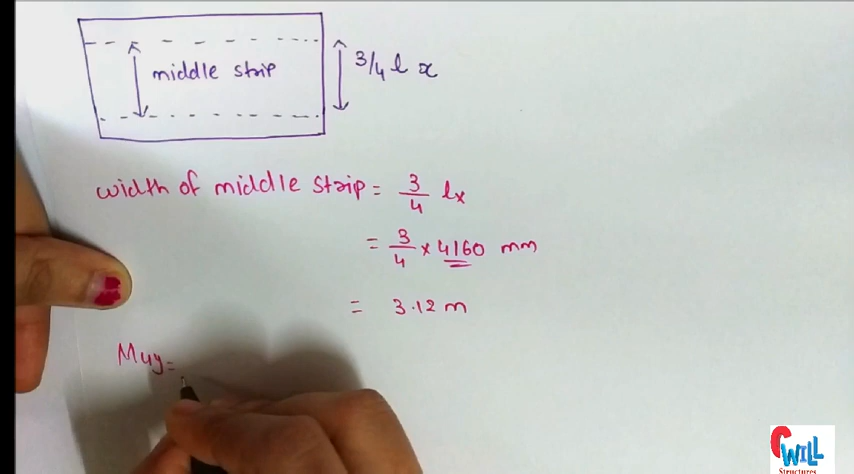 middle strip
3/4 l x
width of middle strip = 3/4 lx
= 3/4 × 4160 mm
= 3.12 m
Muy=
CWILL
Structures